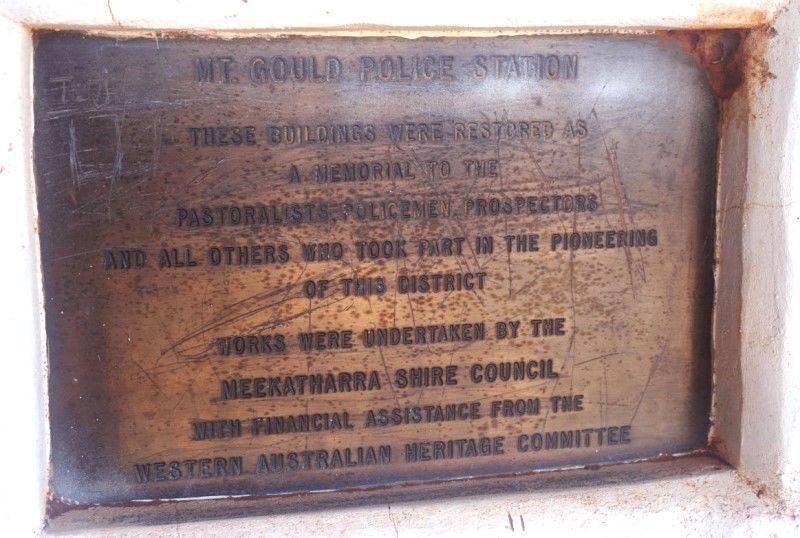 MT. GOULD POLICE STATION
THESE BUILDINGS WERE RESTORED AS
A MEMORIAL TO THE
PASTORALISTS, POLICEMEN, PROSPECTORS
AND ALL OTHERS WHO TOOK PART IN THE PIONEERING
OF THIS DISTRICT
WORKS WERE UNDERTAKEN BY THE
MEEKATHARRA SHIRE COUNCIL
WITH FINANCIAL ASSISTANCE FROM THE
WESTERN AUSTRALIAN HERITAGE COMMITTEE